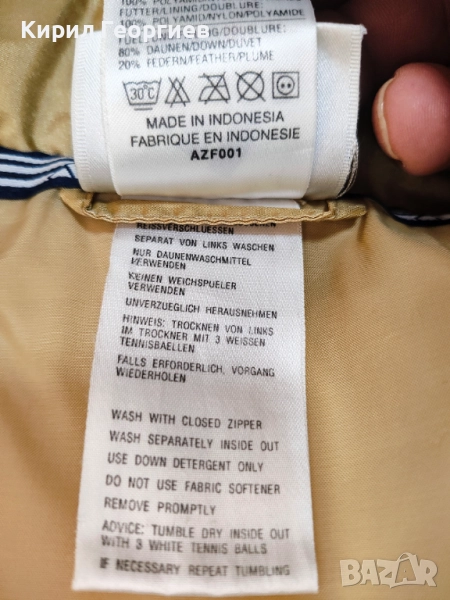 100% POLYAMID/NYLON/POLYAMIDE
FUTTER/LINING/DOUBLURE:
100% POLYAMID/NYLON/POLYAMIDE
80% DAUNEN/DOWN/DUVET
20% FEDERN/FEATHER/PLUME
Кирил Георгиев
30°C
MADE IN INDONESIA
FABRIQUE EN INDONESIE
AZF001
REISSVERSCHLUESSEN
SEPARAT VON LINKS WASCHEN
NUR DAUNENWASCHMITTEL
VERWENDEN
KEINEN WEICHSPUELER
VERWENDEN
UNVERZUEGLICH HERAUSNEHMEN
HINWEIS: TROCKNEN VON LINKS
IM TROCKNER MIT 3 WEISSEN
TENNISBAELLEN
FALLS ERFORDERLICH, VORGANG
WIEDERHOLEN
WASH WITH CLOSED ZIPPER
WASH SEPARATELY INSIDE OUT
USE DOWN DETERGENT ONLY
DO NOT USE FABRIC SOFTENER
REMOVE PROMPTLY
ADVICE: TUMBLE DRY INSIDE OUT
WITH 3 WHITE TENNIS BALLS
IF NECESSARY REPEAT TUMBLING
BAZAR